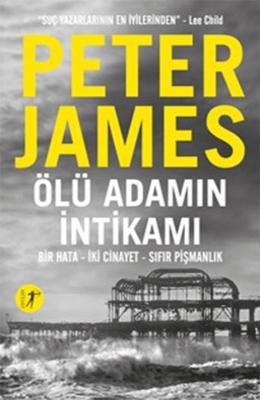 "SUÇ YAZARLARININ EN İYİLERİNDEN" - Lee Child
PETER
JAMES
ÖLÜ ADAMIN
İNTİKAMI
BİR HATA - İKİ CİNAYET - SIFIR PİŞMANLIK